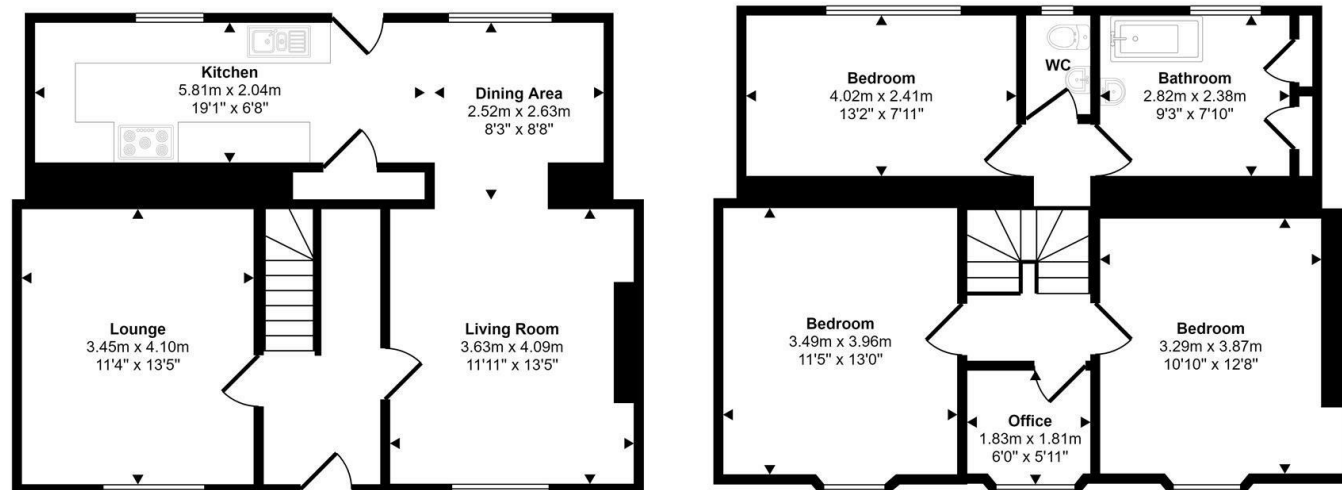 Kitchen
5.81m x 2.04m
19'1" x 6'8"
Dining Area
2.52m x 2.63m
8'3" x 8'8"
Lounge
3.45m x 4.10m
11'4" x 13'5"
Living Room
3.63m x 4.09m
11'11" x 13'5"
Bedroom
4.02m x 2.41m
13'2" x 7'11"
WC
Bathroom
2.82m x 2.38m
9'3" x 7'10"
Bedroom
3.49m x 3.96m
11'5" x 13'0"
Bedroom
3.29m x 3.87m
10'10" x 12'8"
Office
1.83m x 1.81m
6'0" x 5'11"